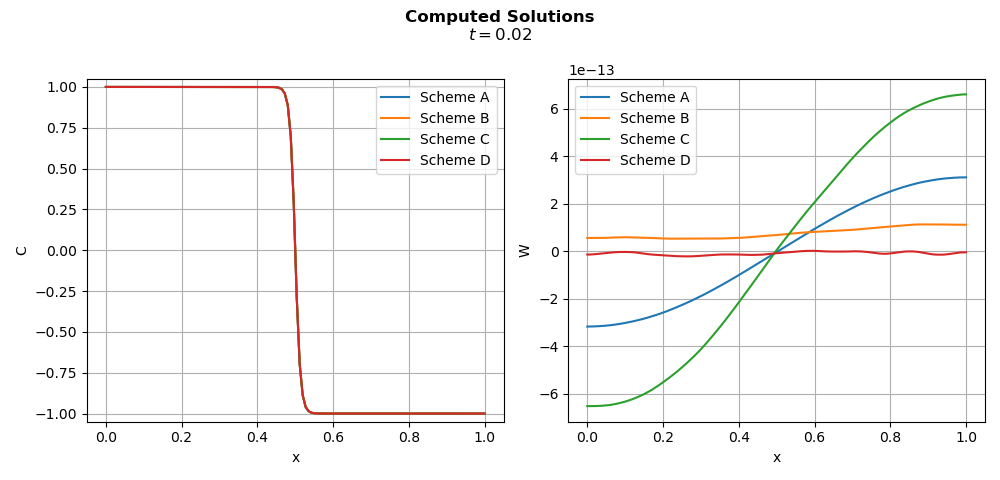 Computed Solutions
t = 0.02
1.00
0.75
0.50
0.25
0.00
−0.25
−0.50
−0.75
−1.00
C
0.0 0.2 0.4 0.6 0.8 1.0
x
Scheme A
Scheme B
Scheme C
Scheme D
1e−13
6
4
2
0
−2
−4
−6
W
0.0 0.2 0.4 0.6 0.8 1.0
x
Scheme A
Scheme B
Scheme C
Scheme D